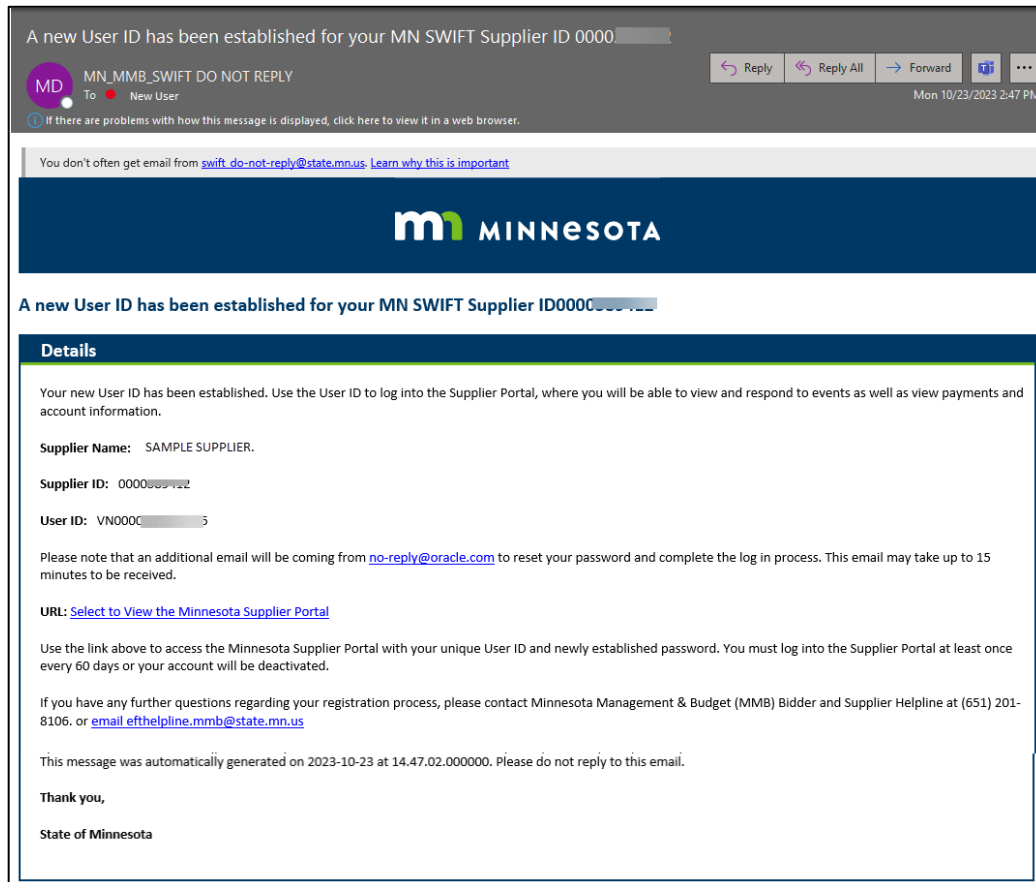 A new User ID has been established for your MN SWIFT Supplier ID 0000
Reply
Reply All
Forward
MD
MN_MMB_SWIFT DO NOT REPLY
To New User
Mon 10/23/2023 2:47 PM
If there are problems with how this message is displayed, click here to view it in a web browser.
You don't often get email from swift_do-not-reply@state.mn.us. Learn why this is important
mn MINNESOTA
A new User ID has been established for your MN SWIFT Supplier ID0000
Details
Your new User ID has been established. Use the User ID to log into the Supplier Portal, where you will be able to view and respond to events as well as view payments and
account information.
Supplier Name: SAMPLE SUPPLIER.
Supplier ID: 0000
User ID: VN0000
Please note that an additional email will be coming from no-reply@oracle.com to reset your password and complete the log in process. This email may take up to 15
minutes to be received.
URL: Select to View the Minnesota Supplier Portal
Use the link above to access the Minnesota Supplier Portal with your unique User ID and newly established password. You must log into the Supplier Portal at least once
every 60 days or your account will be deactivated.
If you have any further questions regarding your registration process, please contact Minnesota Management & Budget (MMB) Bidder and Supplier Helpline at (651) 201-
8106. or email efthelpline.mmb@state.mn.us
This message was automatically generated on 2023-10-23 at 14.47.02.000000. Please do not reply to this email.
Thank you,
State of Minnesota